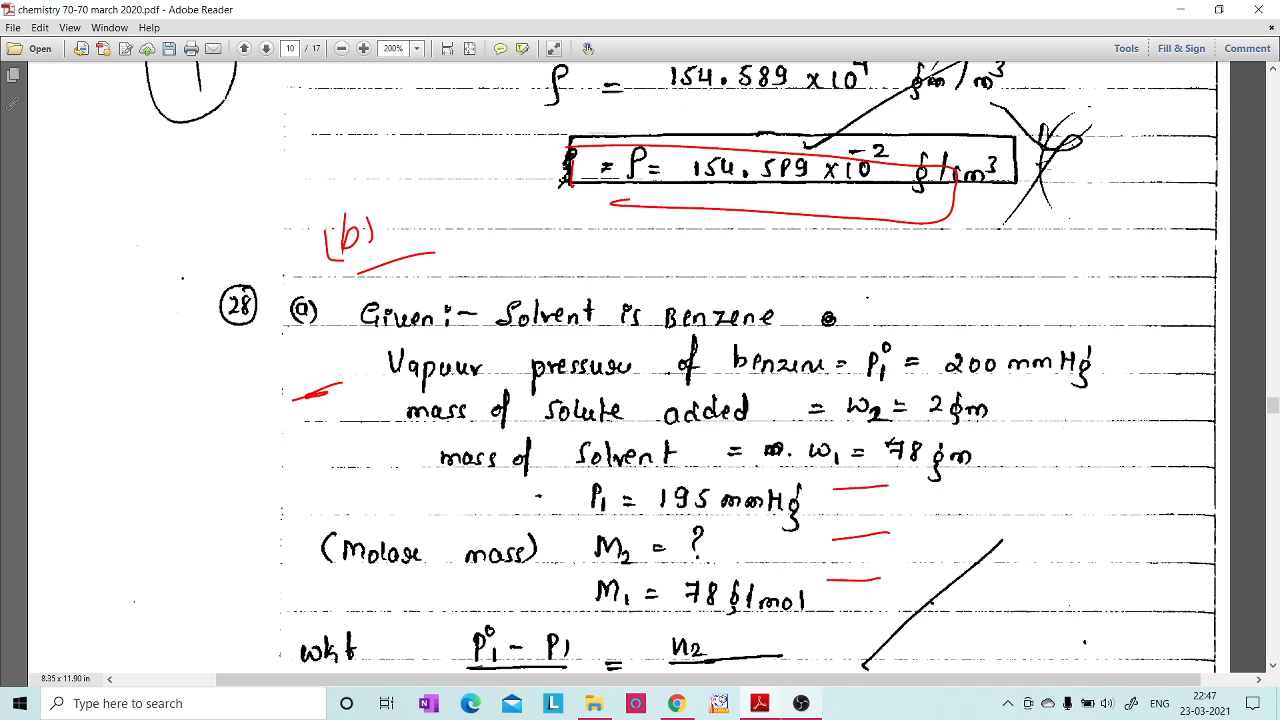 chemistry 70-70 march 2020.pdf - Adobe Reader
File Edit View Window Help
Open 10 / 17 200% Tools Fill & Sign Comment
1
ρ = 154.589 x10⁴ gm/m³
= ρ = 154.589 x10⁻² g/cm³
(b)
28 (a) Given:- Solvent is Benzene
Vapour pressure of benzene = P₁⁰ = 200 mmHg
mass of solute added = W₂ = 2 gm
mass of solvent = W₁ = 78 gm
P₁ = 195 mmHg
(Molar mass) M₂ = ?
M₁ = 78 g/mol
wkt P₁⁰ - P₁ = n₂
8.35 x 11.90 in
Type here to search
ENG
22:47
23-03-2021